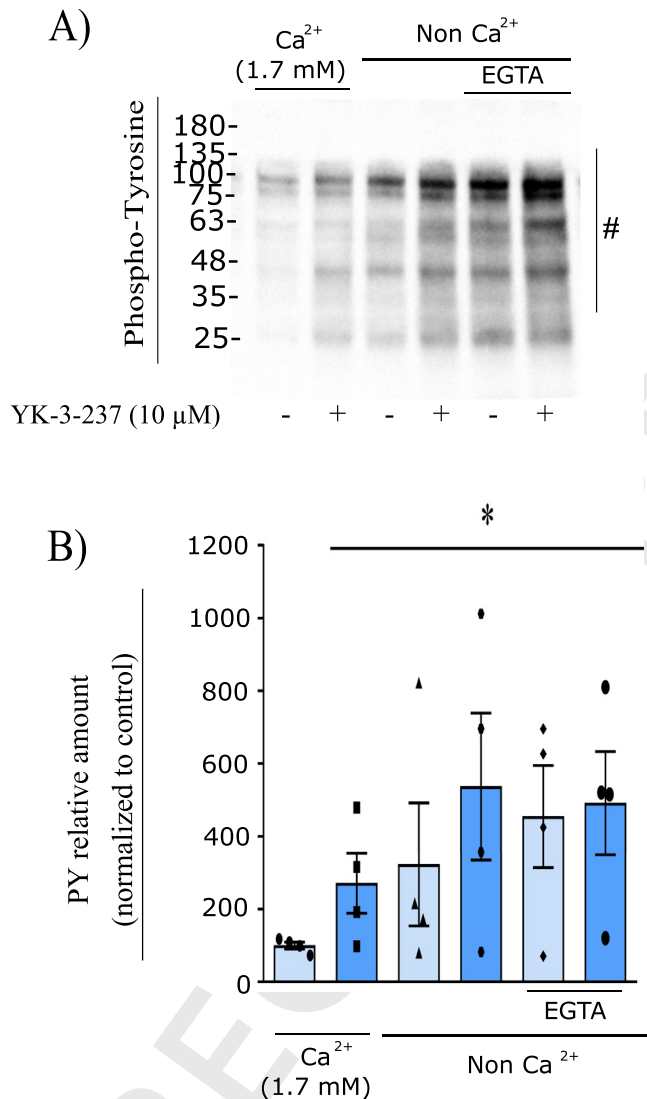 A)
Ca2+
(1.7 mM)
Non Ca2+
EGTA
Phospho-Tyrosine
180-
135-
100-
75-
63-
48-
35-
25-
#
YK-3-237 (10 µM)
- + - + - +
B)
*
PY relative amount
(normalized to control)
1200
1000
800
600
400
200
0
EGTA
Ca2+
(1.7 mM)
Non Ca2+